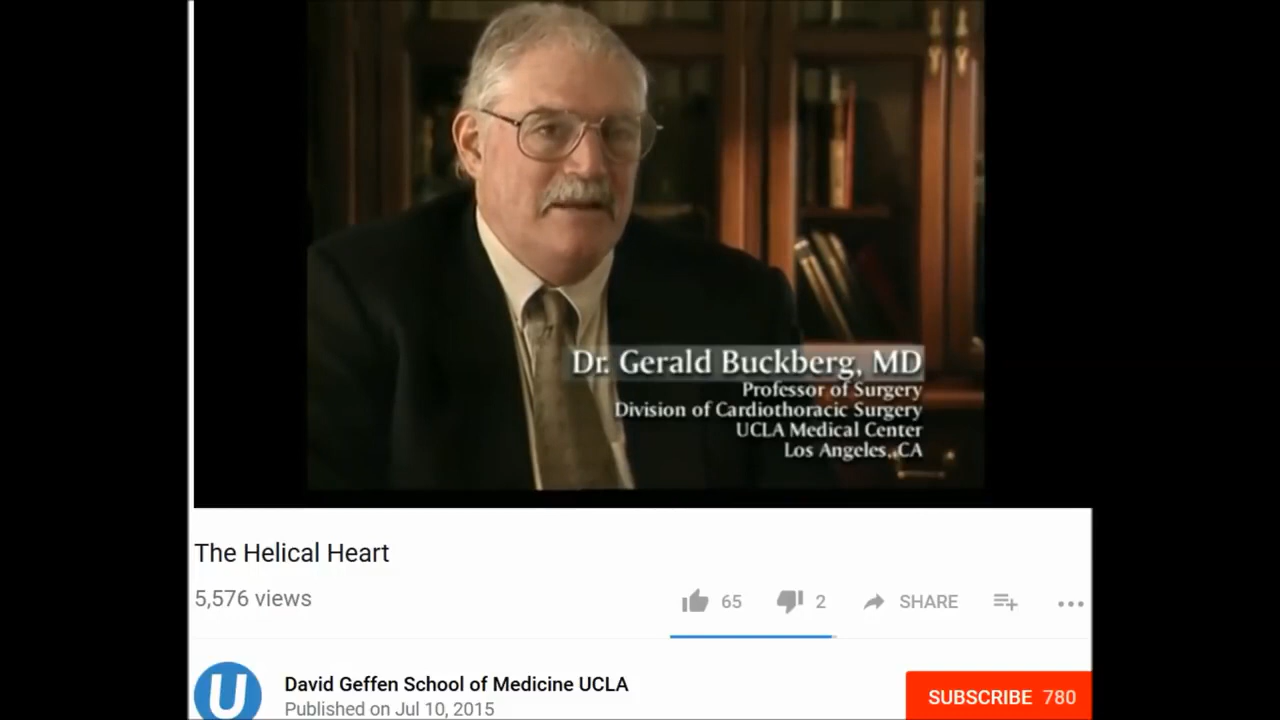 Dr. Gerald Buckberg, MD
Professor of Surgery
Division of Cardiothoracic Surgery
UCLA Medical Center
Los Angeles, CA
The Helical Heart
5,576 views
65
2
SHARE
U
David Geffen School of Medicine UCLA
Published on Jul 10, 2015
SUBSCRIBE 780